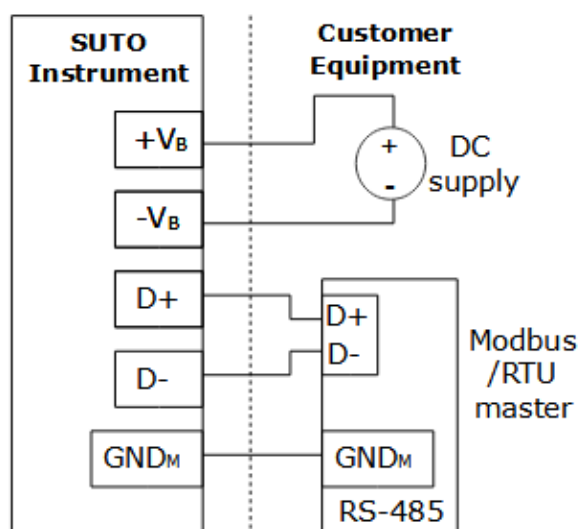 SUTO
Instrument
Customer
Equipment
+VB
-VB
D+
D-
GNDM
+
-
DC
supply
D+
D-
GNDM
RS-485
Modbus
/RTU
master